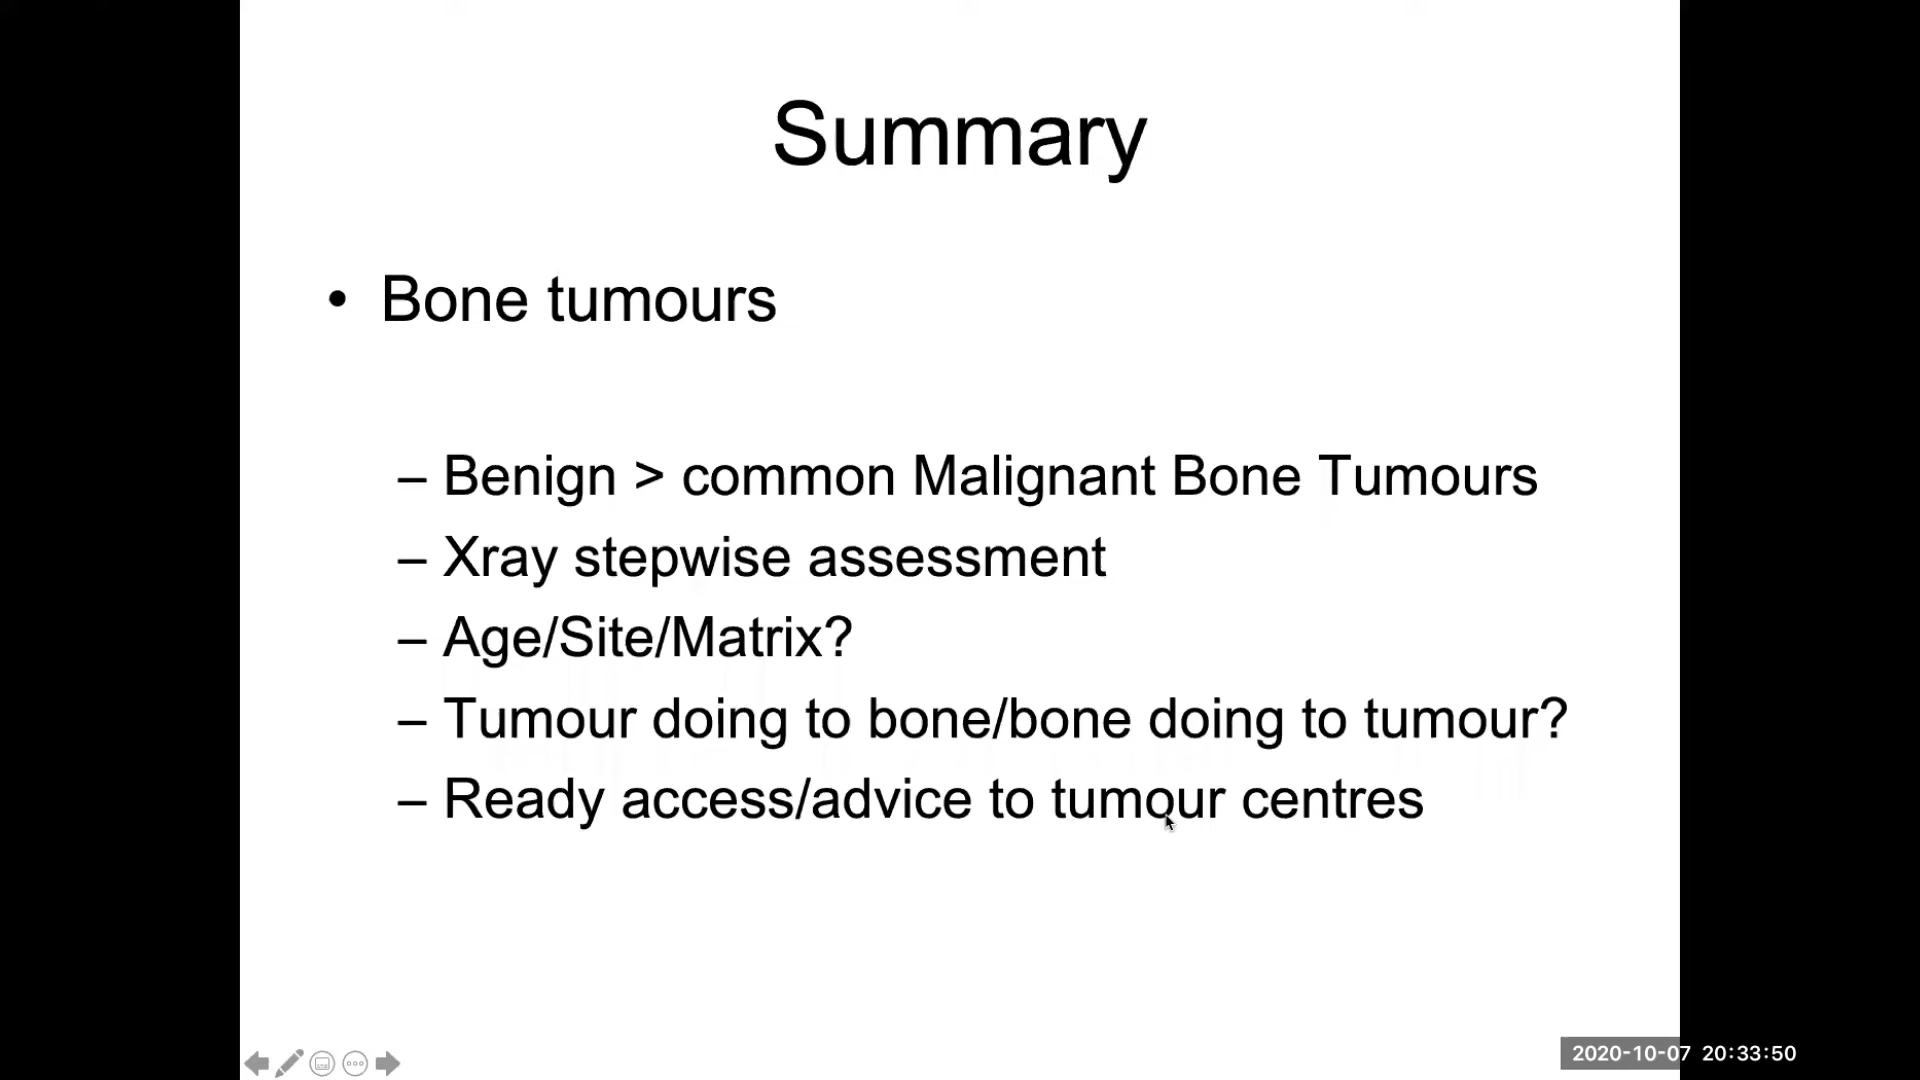 Summary
• Bone tumours
– Benign > common Malignant Bone Tumours
– Xray stepwise assessment
– Age/Site/Matrix?
– Tumour doing to bone/bone doing to tumour?
– Ready access/advice to tumour centres
2020-10-07 20:33:50